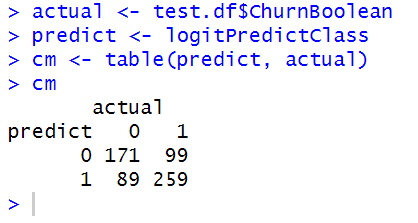 > actual <- test.df$ChurnBoolean
> predict <- logitPredictClass
> cm <- table(predict, actual)
> cm
       actual
predict   0   1
      0 171  99
      1  89 259
>